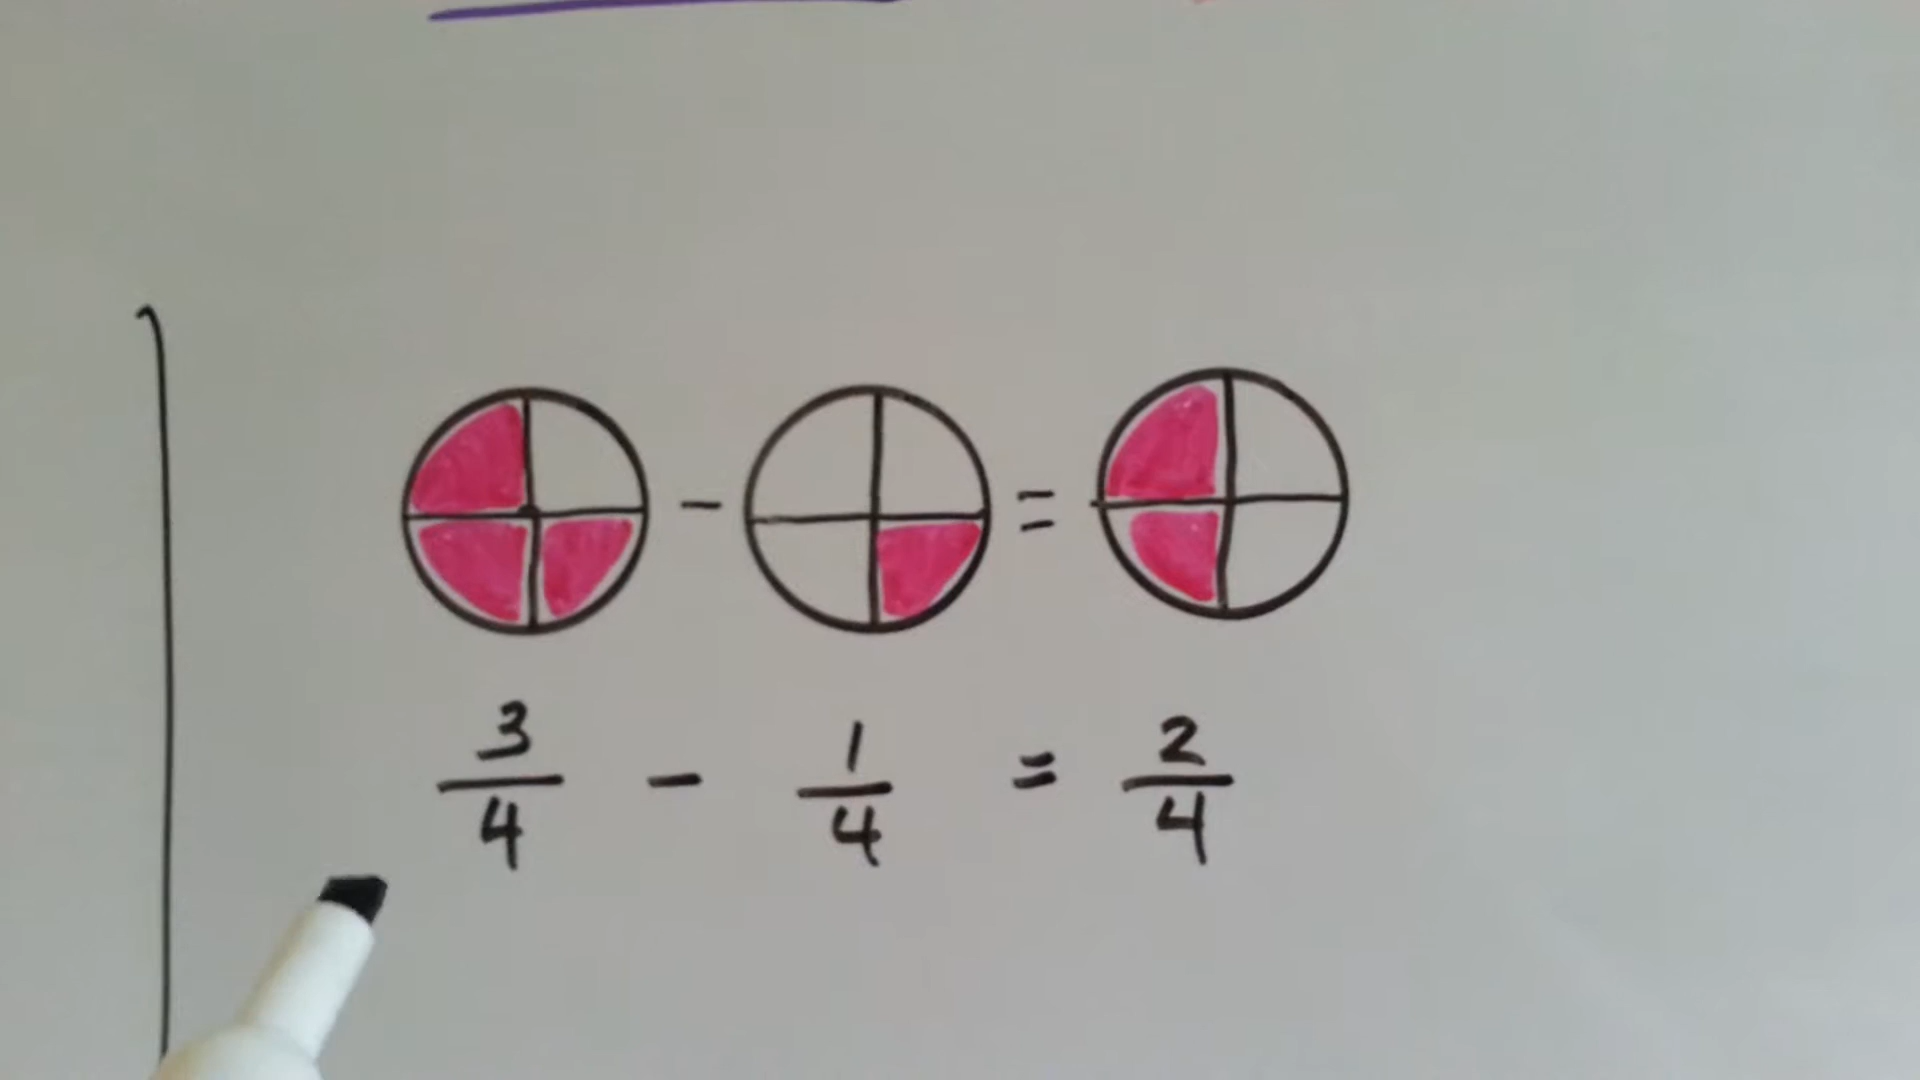 - =
3/4 - 1/4 = 2/4